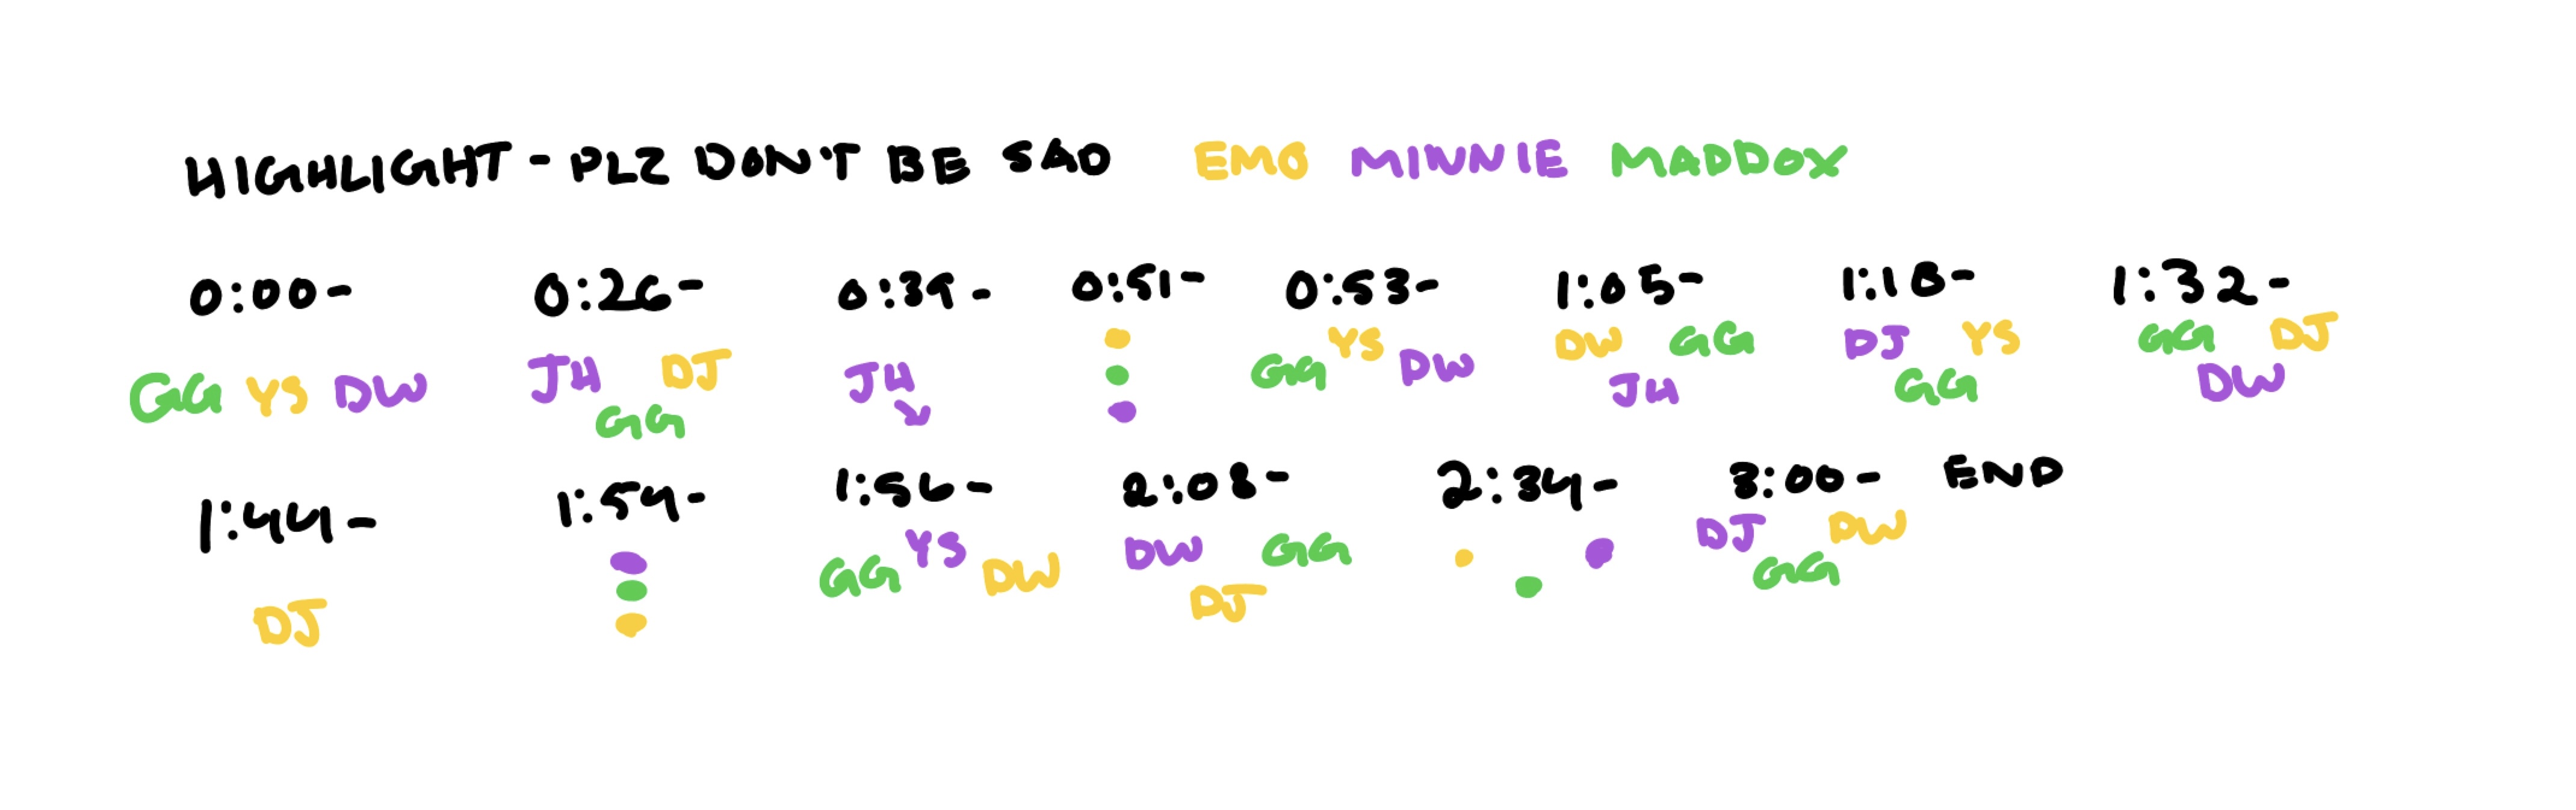 HIGHLIGHT - PLZ DON'T BE SAD EMO MINNIE MADDOX
0:00- 0:26- 0:39- 0:51- 0:53- 1:05- 1:18- 1:32-
YS DW GG DJ YS GG DJ
GG YS DW JH DJ JH GG DW JH GG DW
GG
1:44- 1:54- 1:56- 2:08- 2:34- 3:00- END
YS DW GG DJ DW
GG DW GG
DJ DJ